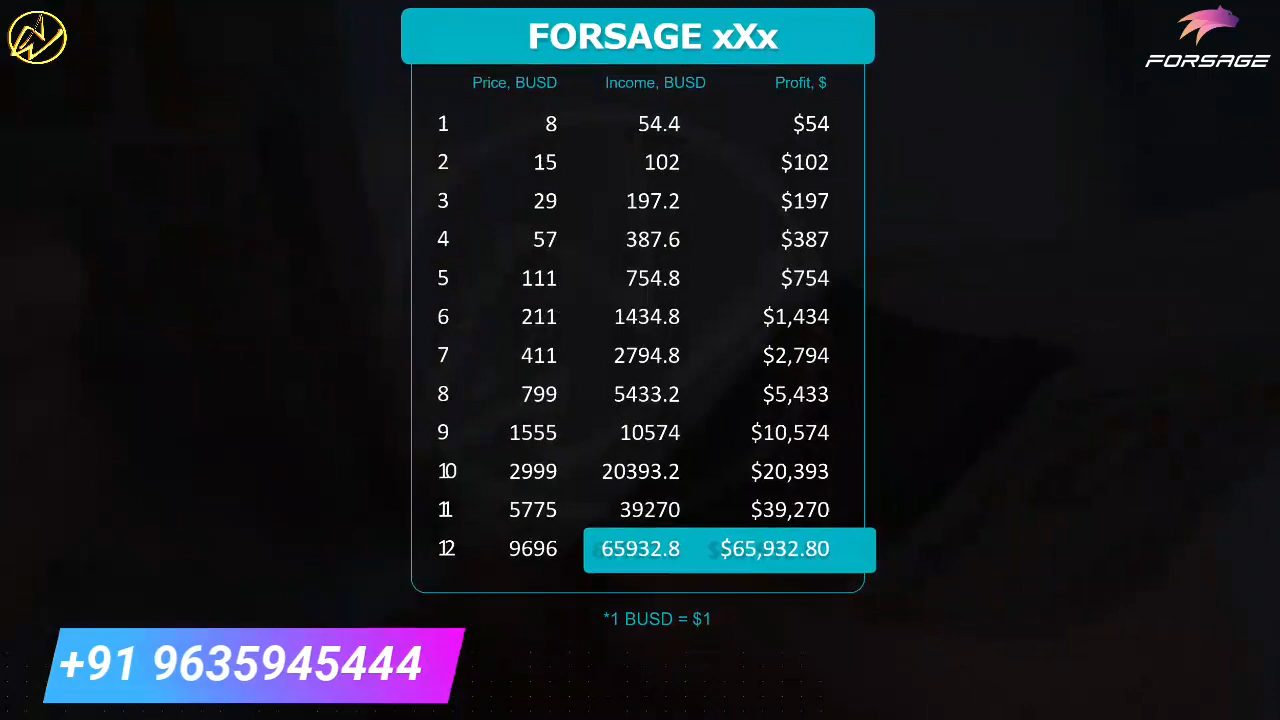 FORSAGE xXx
FORSAGE
Price, BUSD Income, BUSD Profit, $
1 8 54.4 $54
2 15 102 $102
3 29 197.2 $197
4 57 387.6 $387
5 111 754.8 $754
6 211 1434.8 $1,434
7 411 2794.8 $2,794
8 799 5433.2 $5,433
9 1555 10574 $10,574
10 2999 20393.2 $20,393
11 5775 39270 $39,270
12 9696 65932.8 $65,932.80
*1 BUSD = $1
+91 9635945444